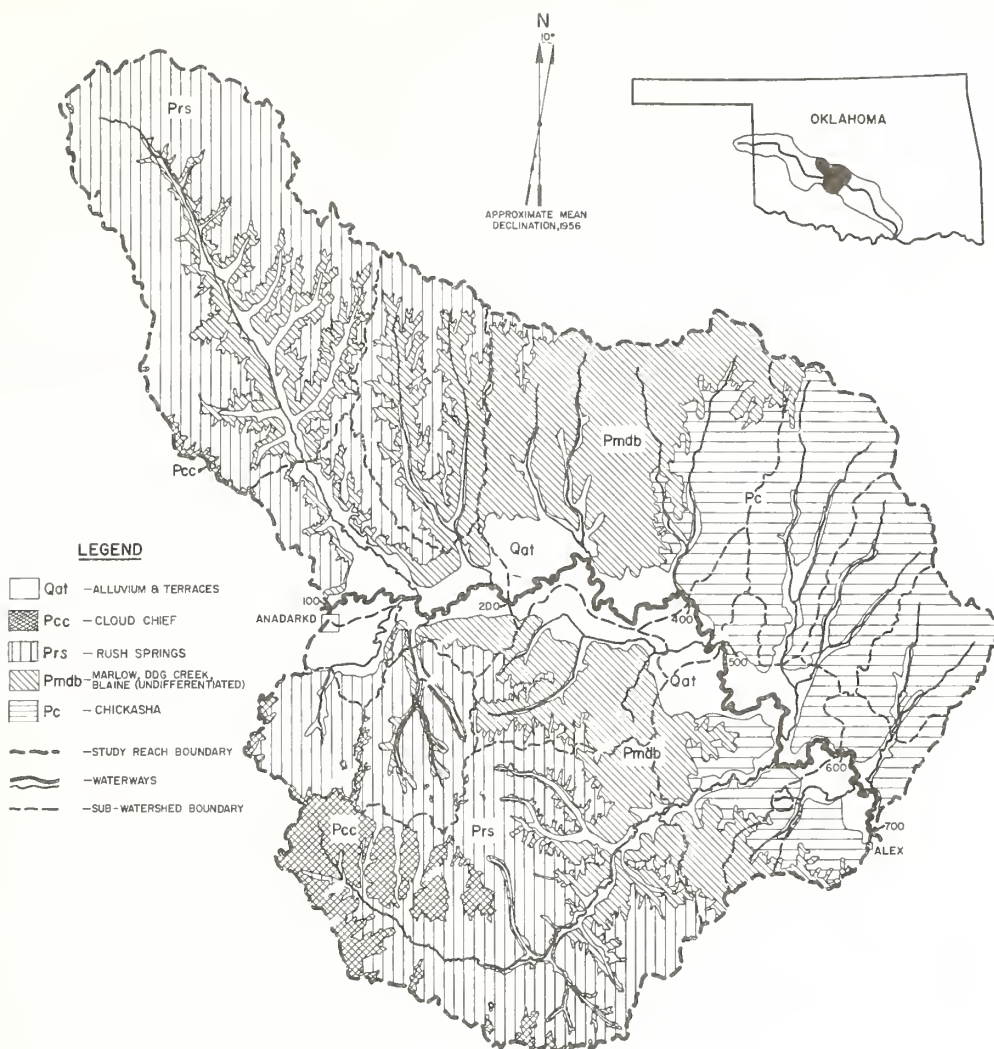 N
10°
APPROXIMATE MEAN
DECLINATION, 1956
OKLAHOMA
Prs
Pcc
Pmdb
Pc
Qat
100
ANADARKO
200
400
500
Qat
Pmdb
600
700
ALEX
Pcc
Prs
LEGEND
Qat – ALLUVIUM & TERRACES
Pcc – CLOUD CHIEF
Prs – RUSH SPRINGS
Pmdb – MARLOW, DOG CREEK,
BLAINE (UNDIFFERENTIATED)
Pc – CHICKASHA
– STUDY REACH BOUNDARY
– WATERWAYS
– SUB-WATERSHED BOUNDARY